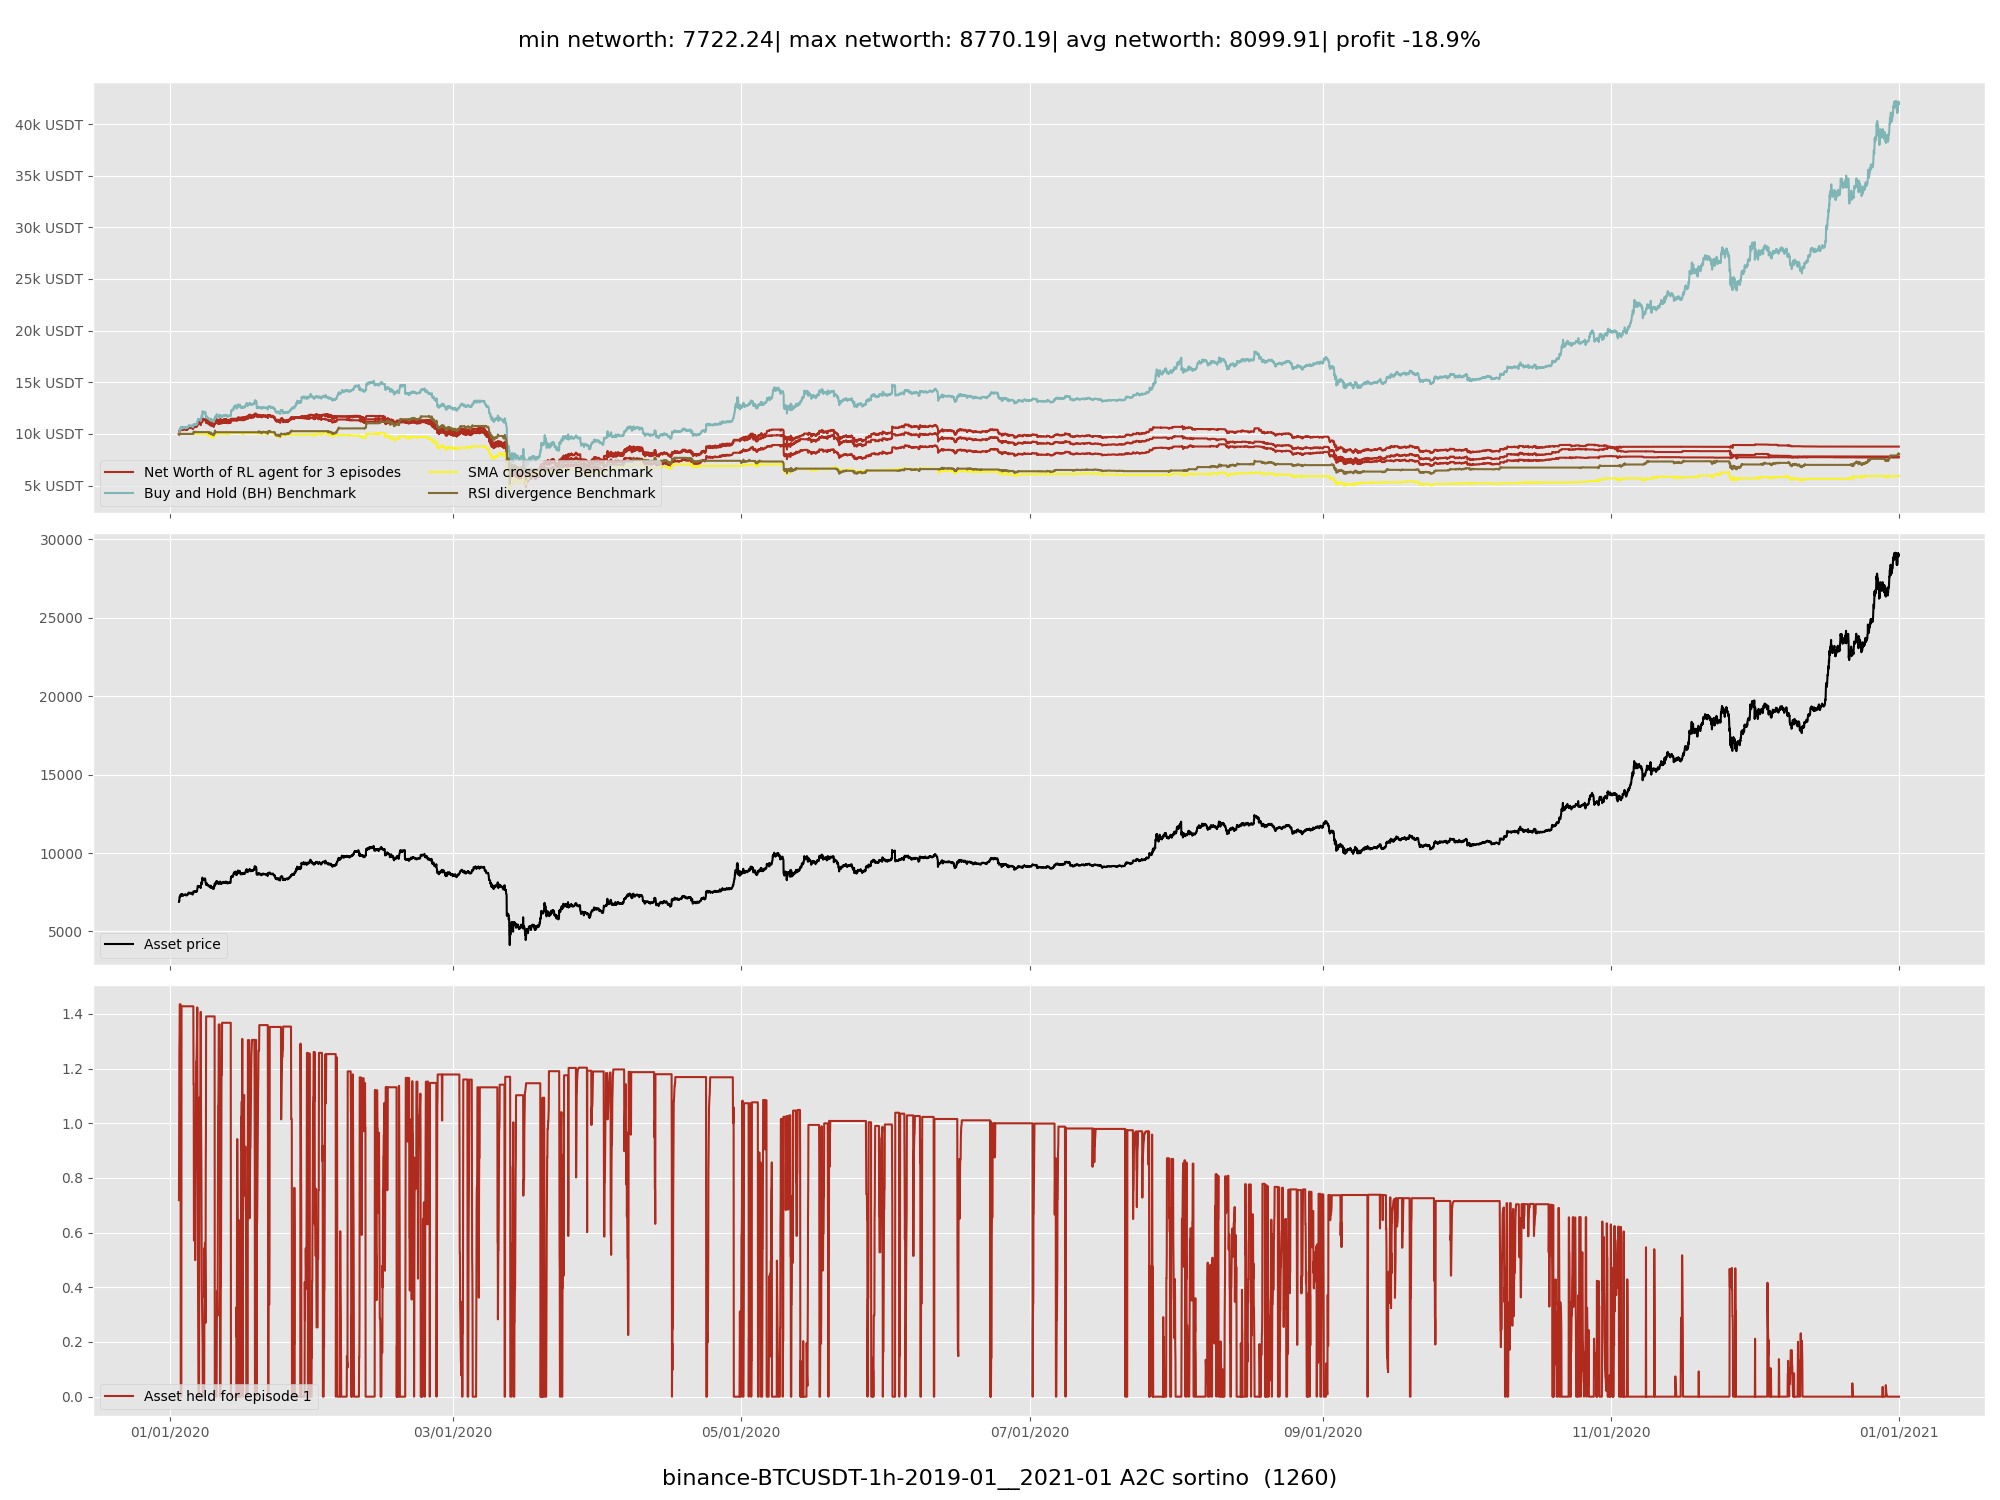 min networth: 7722.24| max networth: 8770.19| avg networth: 8099.91| profit -18.9%
40k USDT
35k USDT
30k USDT
25k USDT
20k USDT
15k USDT
10k USDT
5k USDT
Net Worth of RL agent for 3 episodes
Buy and Hold (BH) Benchmark
SMA crossover Benchmark
RSI divergence Benchmark
30000
25000
20000
15000
10000
5000
Asset price
1.4
1.2
1.0
0.8
0.6
0.4
0.2
0.0
Asset held for episode 1
01/01/2020 03/01/2020 05/01/2020 07/01/2020 09/01/2020 11/01/2020 01/01/2021
binance-BTCUSDT-1h-2019-01__2021-01 A2C sortino  (1260)